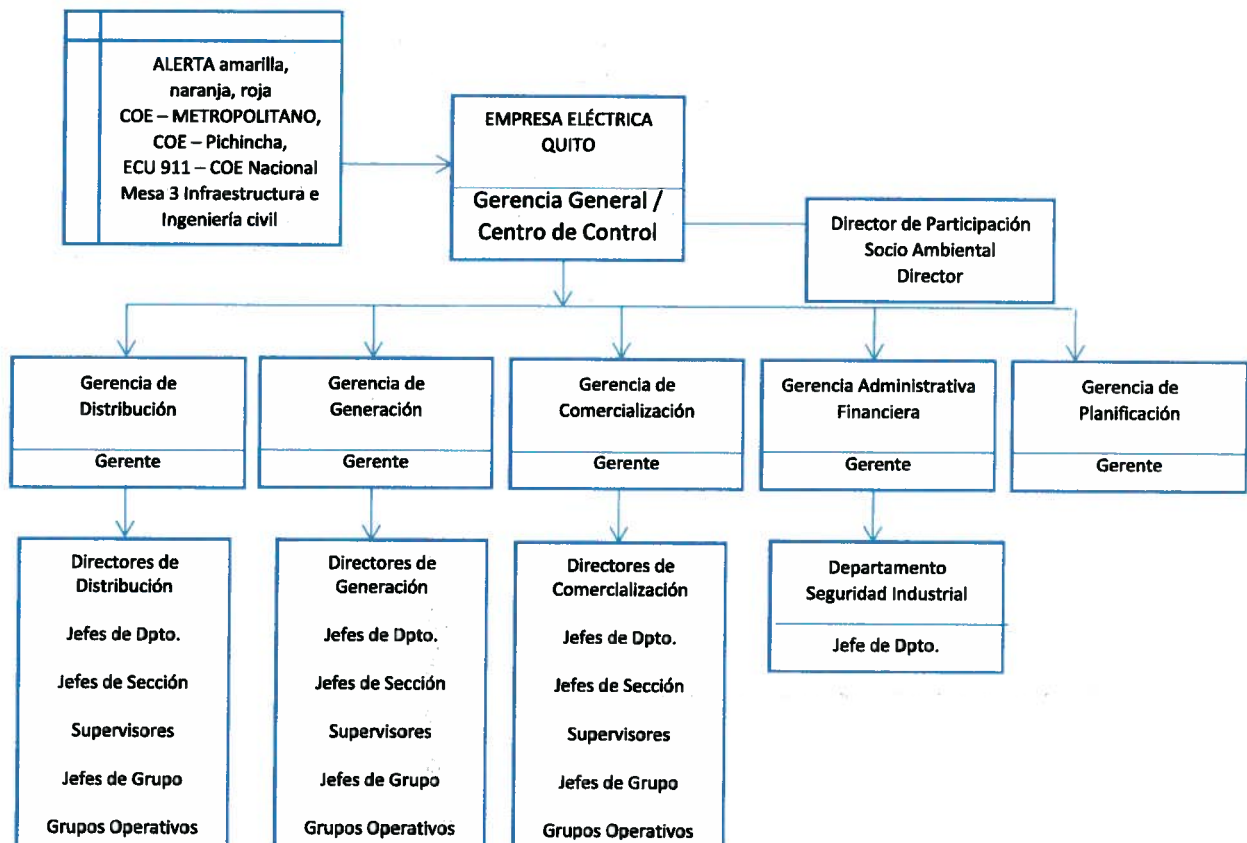 ALERTA amarilla,
naranja, roja
COE – METROPOLITANO,
COE – Pichincha,
ECU 911 – COE Nacional
Mesa 3 Infraestructura e
Ingeniería civil
EMPRESA ELÉCTRICA
QUITO
Gerencia General /
Centro de Control
Director de Participación
Socio Ambiental
Director
Gerencia de
Distribución
Gerente
Gerencia de
Generación
Gerente
Gerencia de
Comercialización
Gerente
Gerencia Administrativa
Financiera
Gerente
Gerencia de
Planificación
Gerente
Directores de
Distribución
Jefes de Dpto.
Jefes de Sección
Supervisores
Jefes de Grupo
Grupos Operativos
Directores de
Generación
Jefes de Dpto.
Jefes de Sección
Supervisores
Jefes de Grupo
Grupos Operativos
Directores de
Comercialización
Jefes de Dpto.
Jefes de Sección
Supervisores
Jefes de Grupo
Grupos Operativos
Departamento
Seguridad Industrial
Jefe de Dpto.